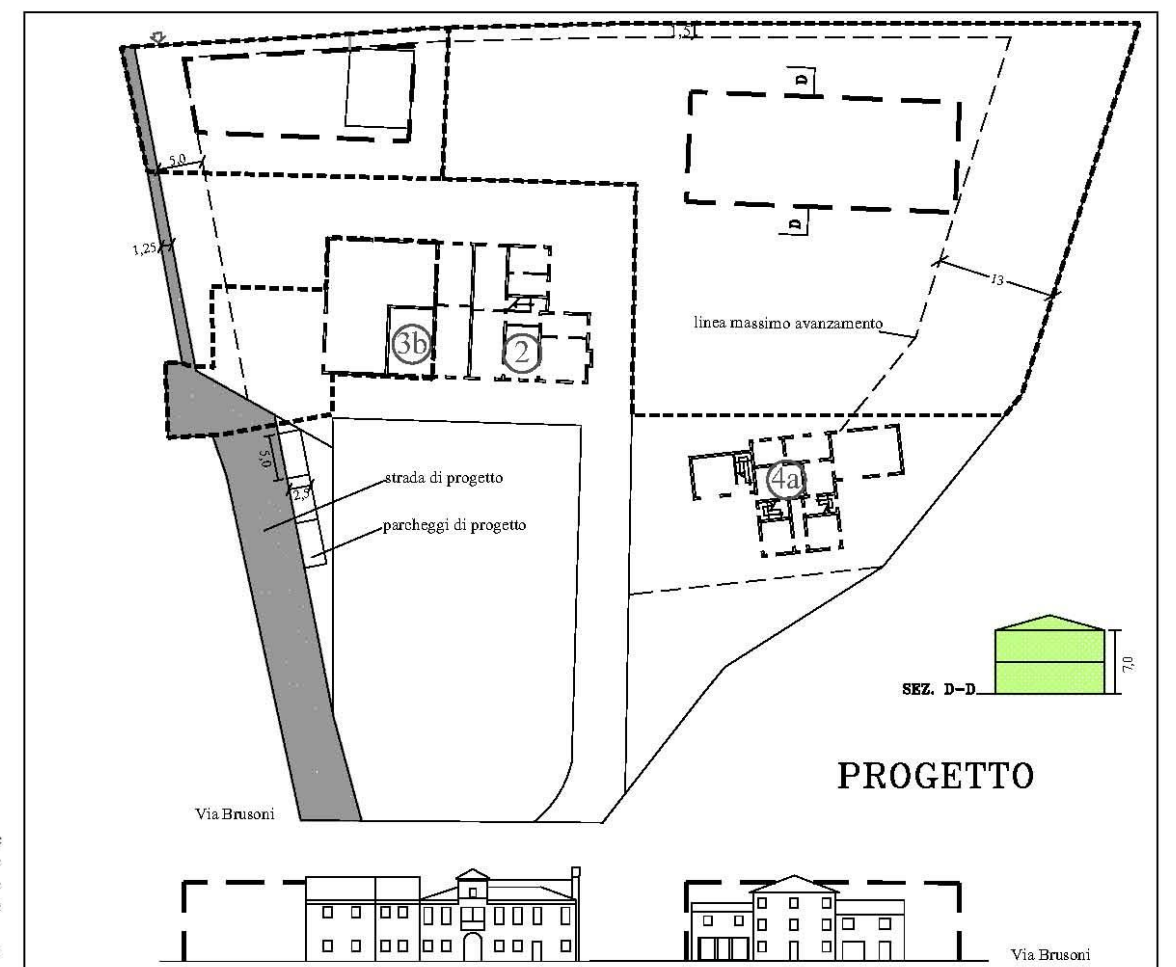 1,5
D
5,0
D
1,25
13
linea massimo avanzamento
3b
2
4a
5,0
2,5
strada di progetto
parcheggi di progetto
7,0
SEZ. D-D
PROGETTO
Via Brusoni
Via Brusoni